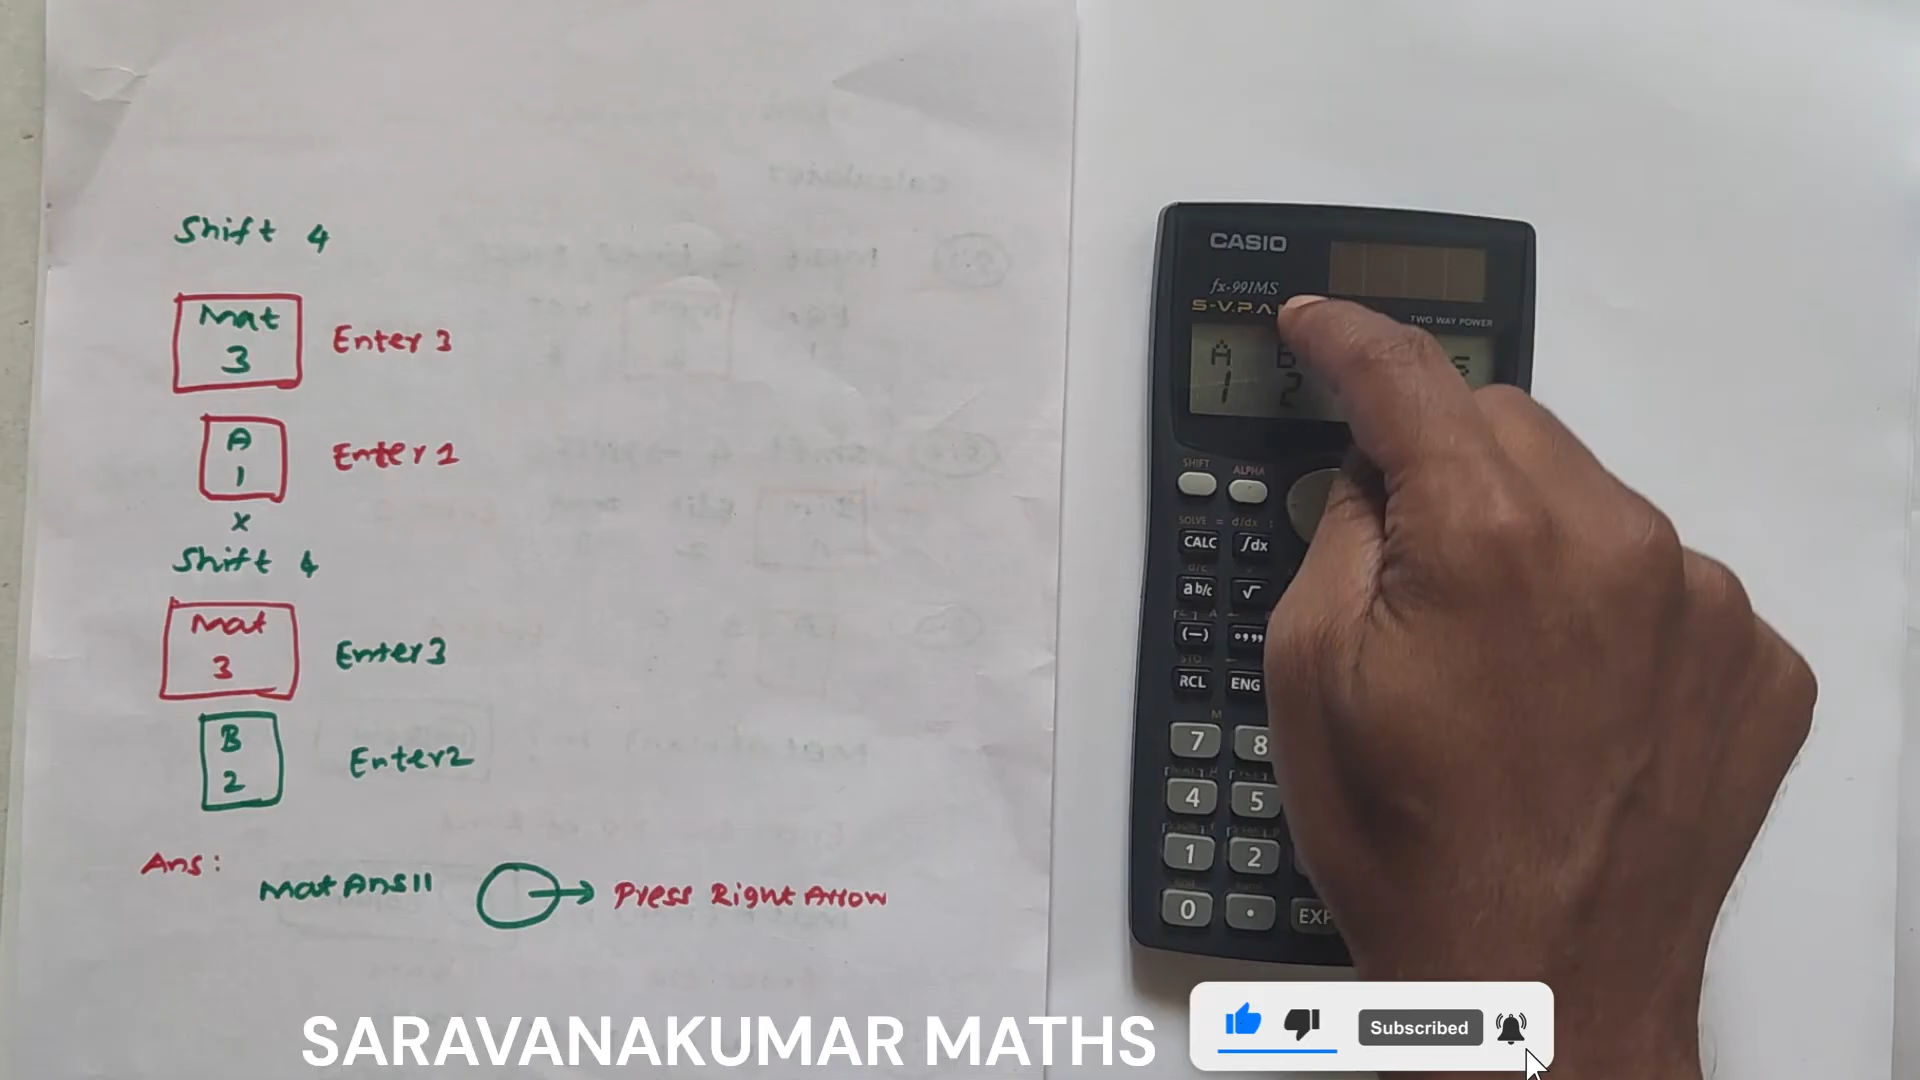 Shift 4
Mat
3
Enter 3
A
1
Enter 1
x
Shift 4
Mat
3
Enter 3
B
2
Enter 2
Ans:
Mat Ans 11
Press Right Arrow
CASIO
fx-991MS
S-V.P.A.
TWO WAY POWER
A B
1 2
SHIFT ALPHA
SOLVE = d/dx :
CALC ∫dx
d/c
a b/c √
(−) °,,,
STO
RCL ENG
M
7 8
4 5
1 2
0 • EXP
SARAVANAKUMAR MATHS
Subscribed